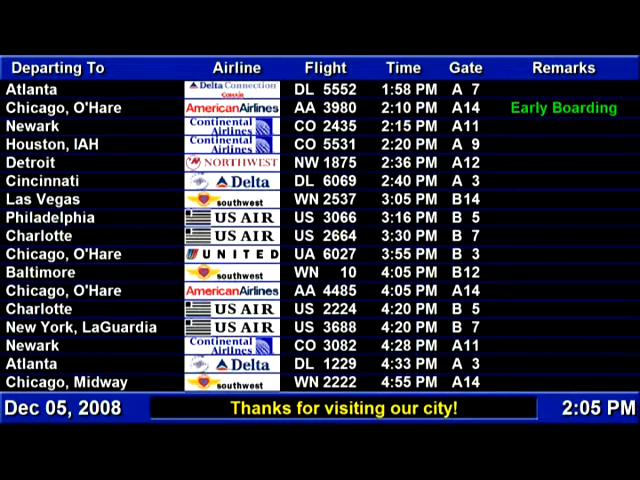 Departing To Airline Flight Time Gate Remarks
Atlanta Delta Connection Comair DL 5552 1:58 PM A 7
Chicago, O'Hare AmericanAirlines AA 3980 2:10 PM A14 Early Boarding
Newark Continental Airlines CO 2435 2:15 PM A11
Houston, IAH Continental Airlines CO 5531 2:20 PM A 9
Detroit NORTHWEST NW 1875 2:36 PM A12
Cincinnati Delta DL 6069 2:40 PM A 3
Las Vegas southwest WN 2537 3:05 PM B14
Philadelphia US AIR US 3066 3:16 PM B 5
Charlotte US AIR US 2664 3:30 PM B 7
Chicago, O'Hare UNITED UA 6027 3:55 PM B 3
Baltimore southwest WN 10 4:05 PM B12
Chicago, O'Hare AmericanAirlines AA 4485 4:05 PM A14
Charlotte US AIR US 2224 4:20 PM B 5
New York, LaGuardia US AIR US 3688 4:20 PM B 7
Newark Continental Airlines CO 3082 4:28 PM A11
Atlanta Delta DL 1229 4:33 PM A 3
Chicago, Midway southwest WN 2222 4:55 PM A14
Dec 05, 2008 Thanks for visiting our city! 2:05 PM